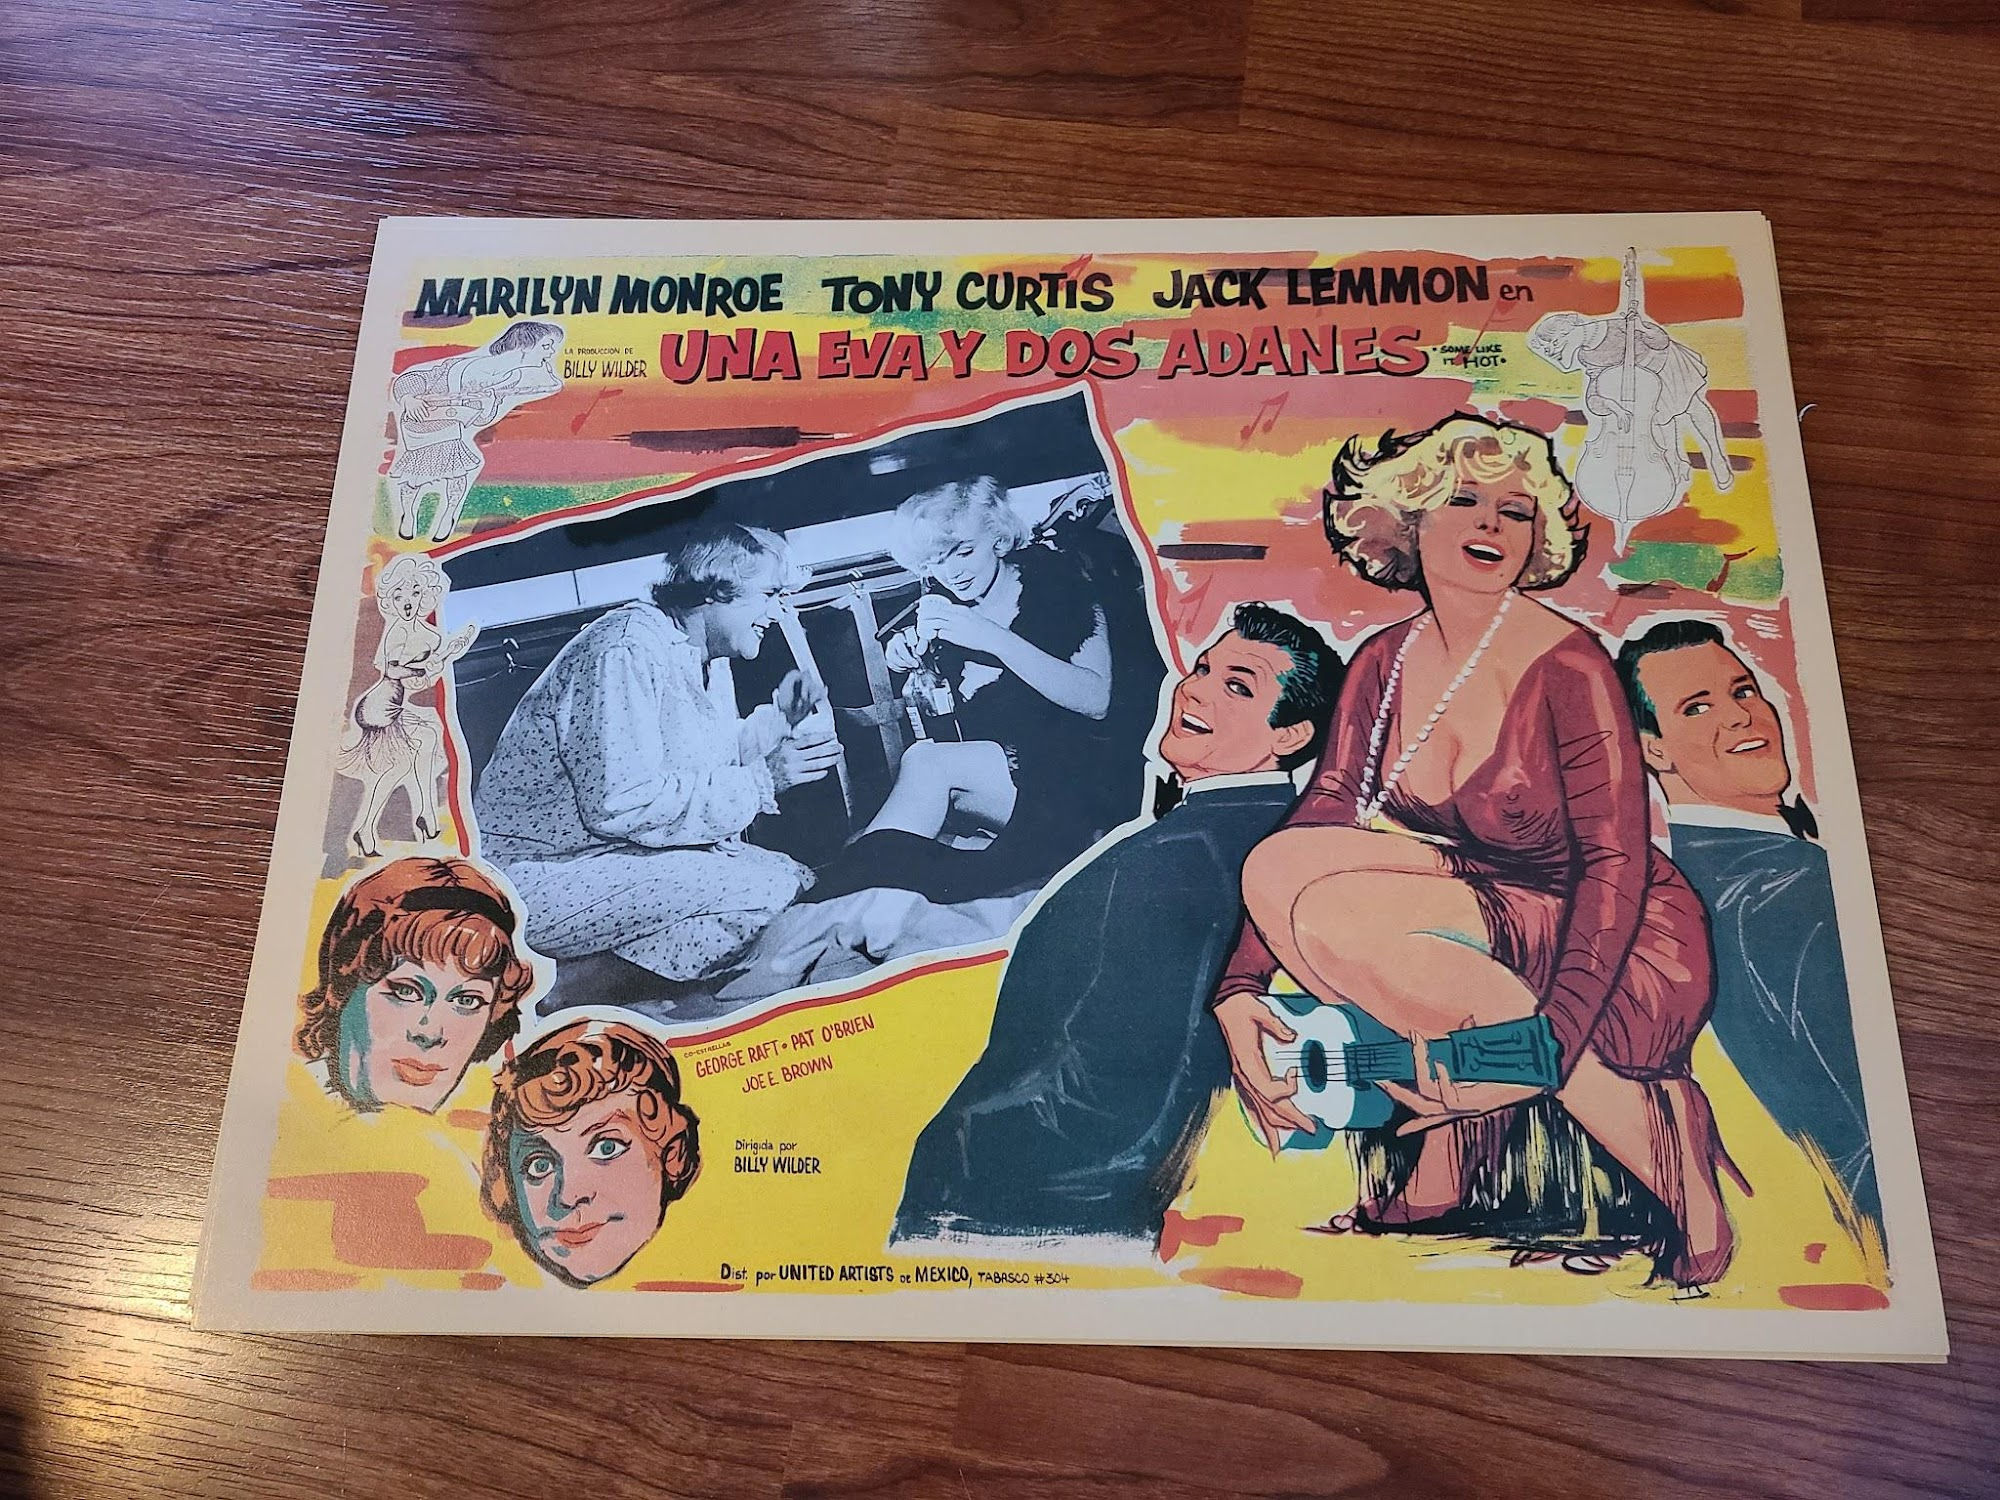 MARILYN MONROE TONY CURTIS JACK LEMMON en
LA PRODUCCION DE
BILLY WILDER
UNA EVA Y DOS ADANES
•SOME LIKE
IT HOT•
CO-ESTRELLAS
GEORGE RAFT • PAT O'BRIEN
JOE E. BROWN
Dirigida por
BILLY WILDER
Dist. por UNITED ARTISTS DE MEXICO, TABASCO #304